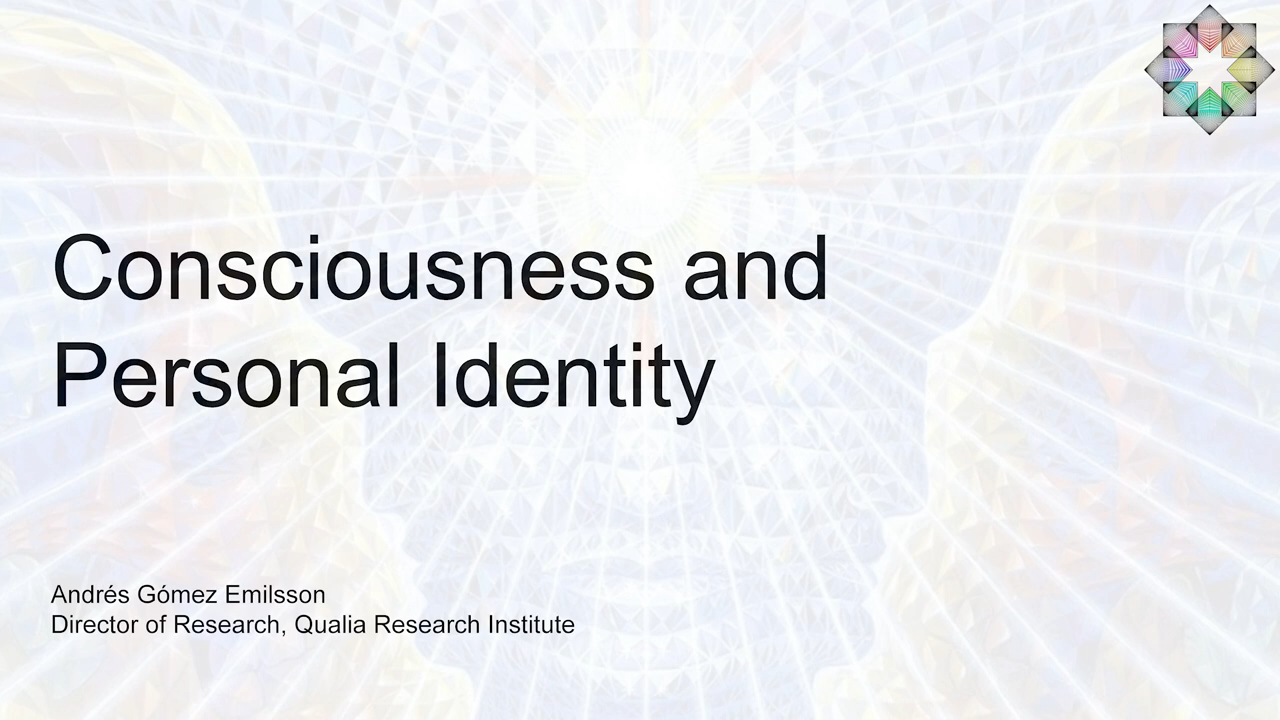 Consciousness and
Personal Identity
Andrés Gómez Emilsson
Director of Research, Qualia Research Institute